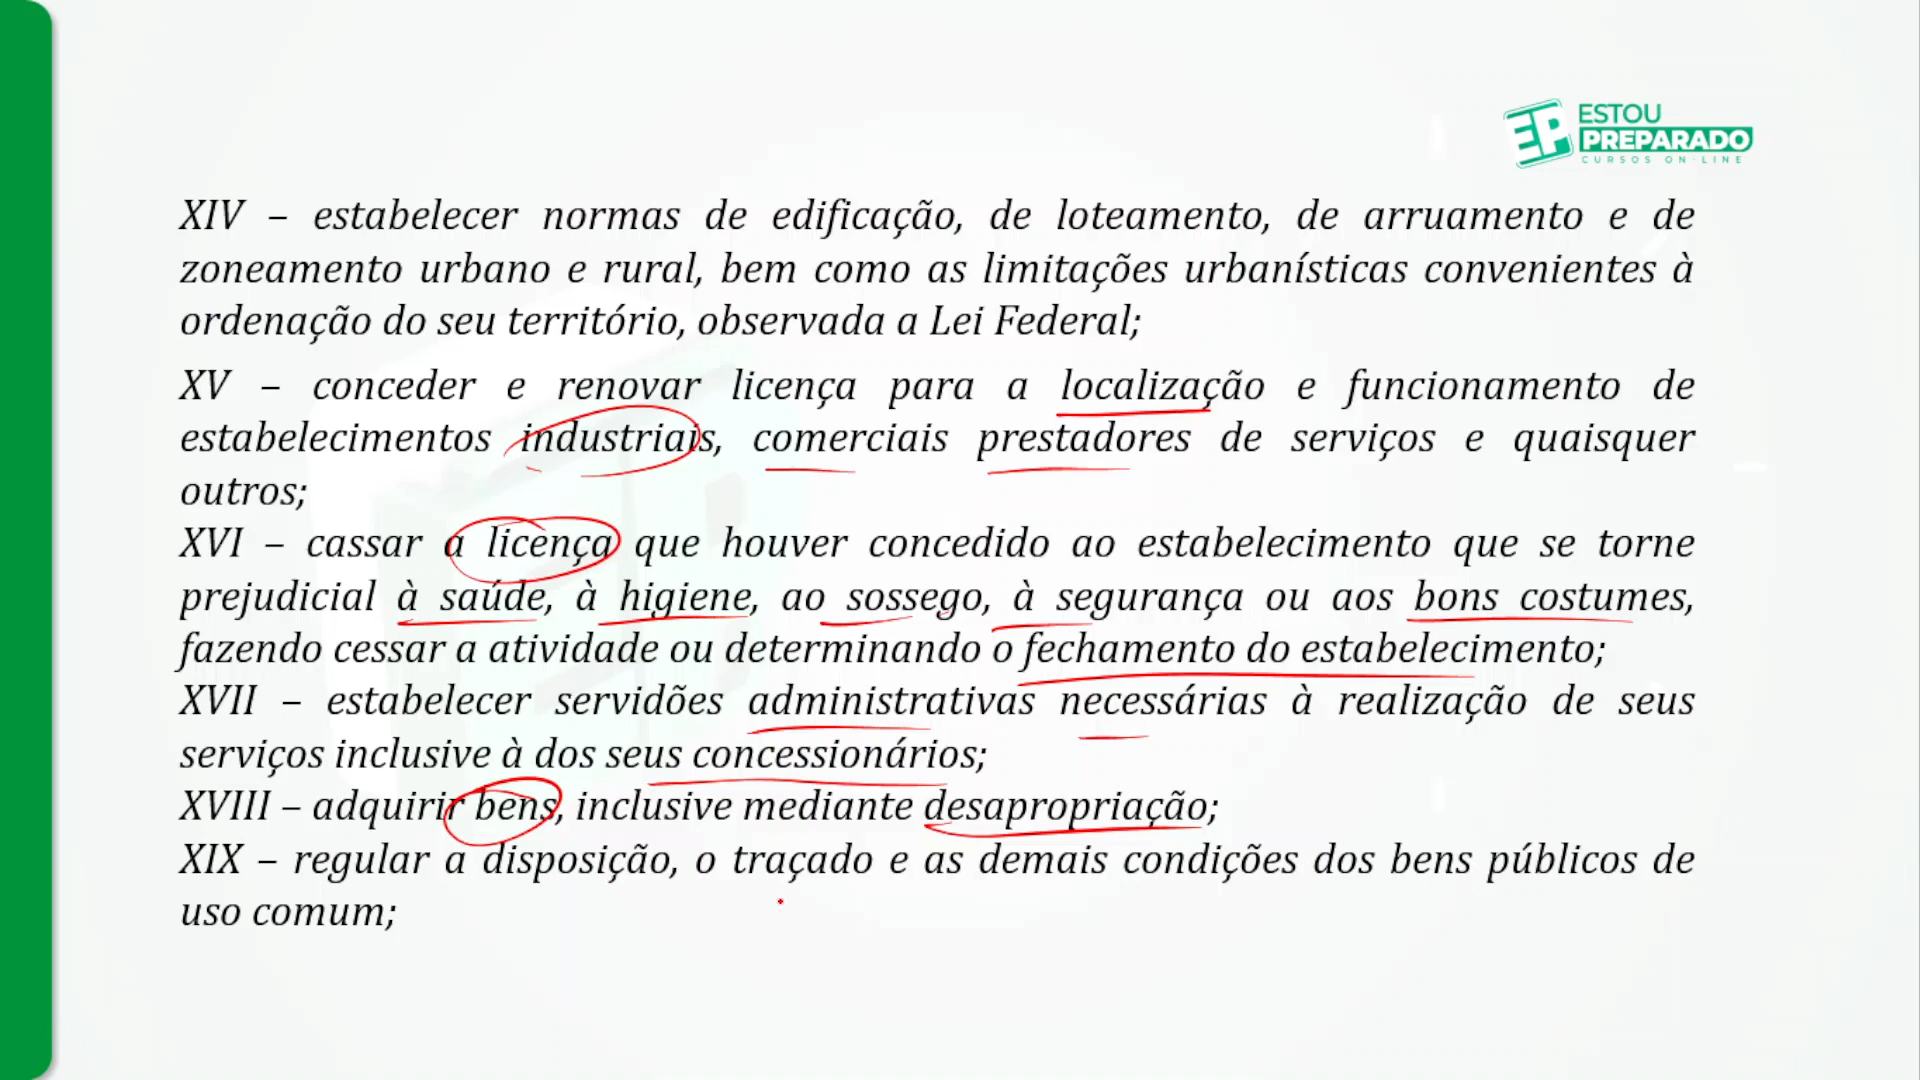 ESTOU
EP PREPARADO
CURSOS ON-LINE
XIV – estabelecer normas de edificação, de loteamento, de arruamento e de
zoneamento urbano e rural, bem como as limitações urbanísticas convenientes à
ordenação do seu território, observada a Lei Federal;
XV – conceder e renovar licença para a localização e funcionamento de
estabelecimentos industriais, comerciais prestadores de serviços e quaisquer
outros;
XVI – cassar a licença que houver concedido ao estabelecimento que se torne
prejudicial à saúde, à higiene, ao sossego, à segurança ou aos bons costumes,
fazendo cessar a atividade ou determinando o fechamento do estabelecimento;
XVII – estabelecer servidões administrativas necessárias à realização de seus
serviços inclusive à dos seus concessionários;
XVIII – adquirir bens, inclusive mediante desapropriação;
XIX – regular a disposição, o traçado e as demais condições dos bens públicos de
uso comum;